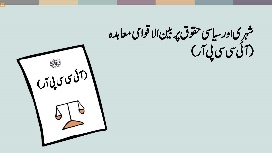 شہری اور سیاسی حقوق پر بین الاقوامی معاہدہ
(آئی سی سی پی آر)
(آئی سی سی پی آر)